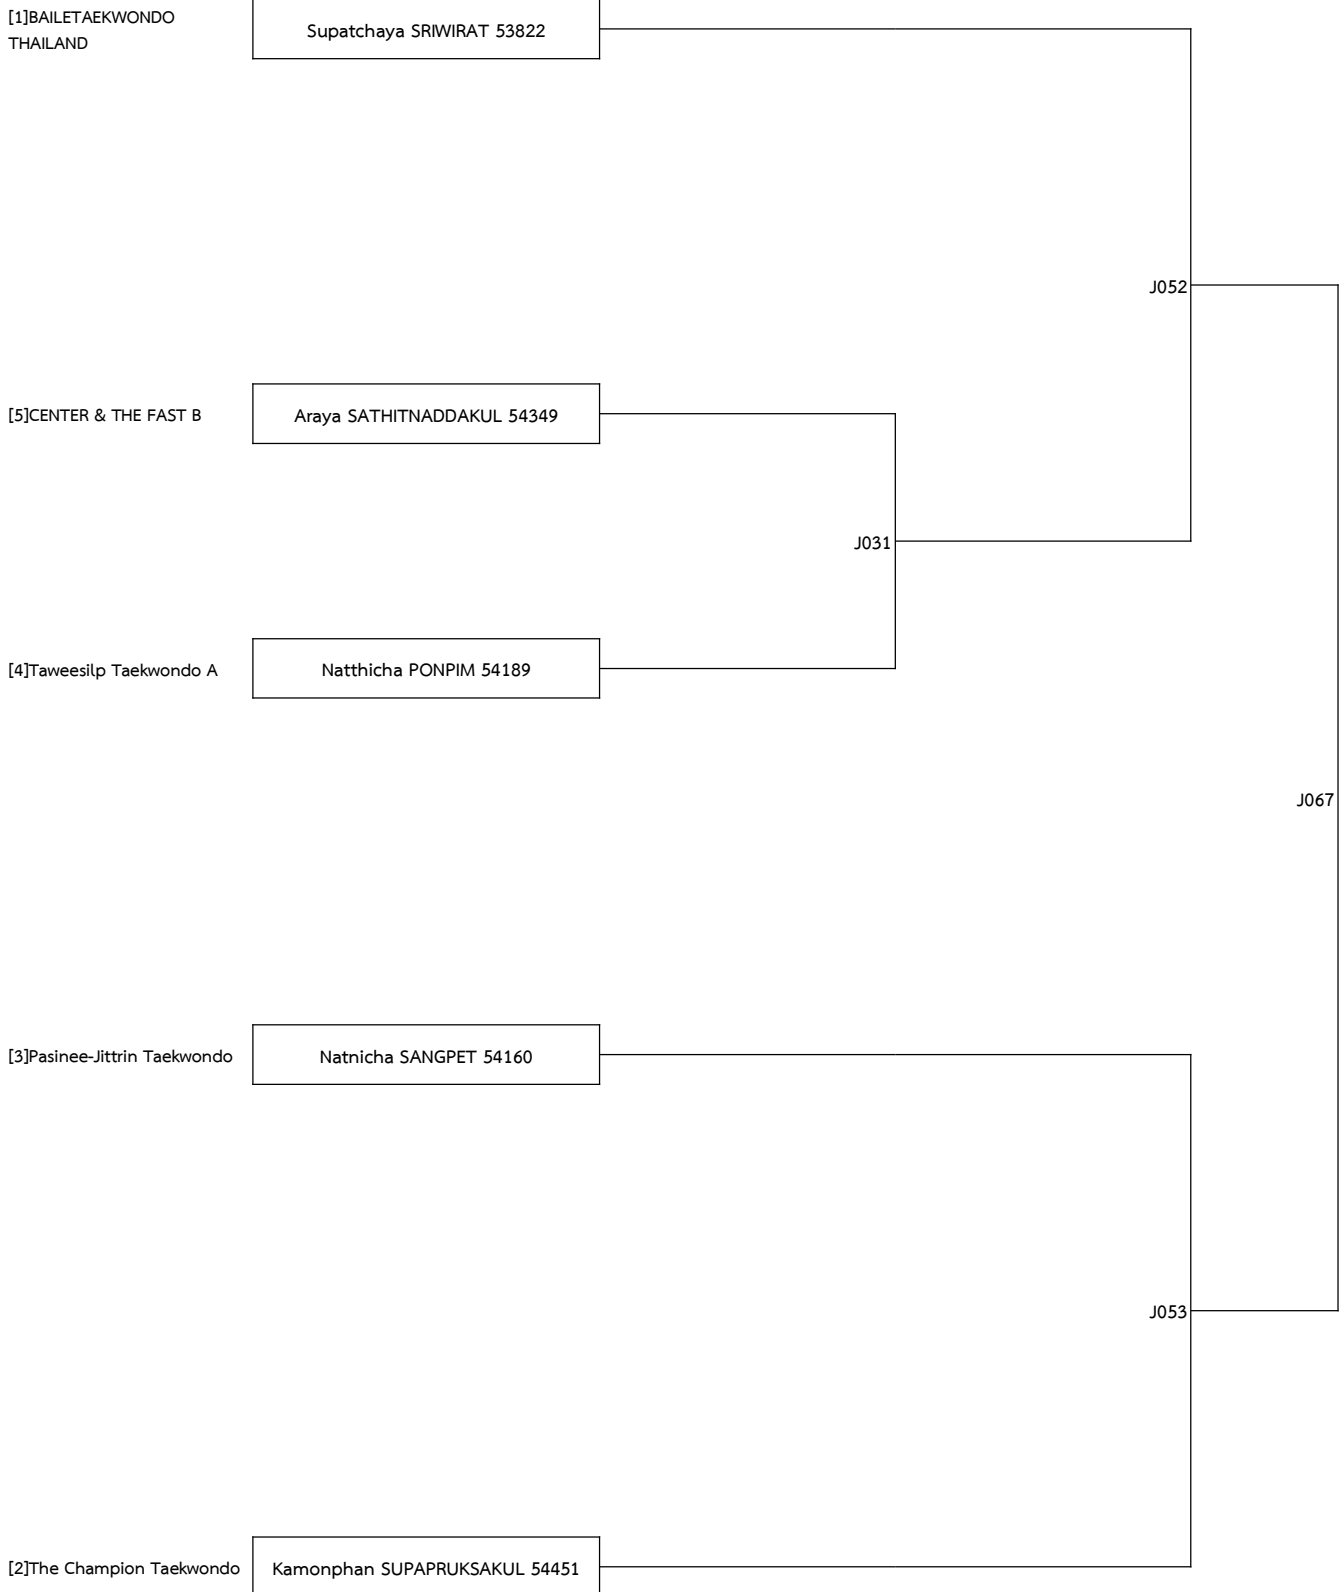 [1]BAILETAEKWONDO
THAILAND
Supatchaya SRIWIRAT 53822
J052
[5]CENTER & THE FAST B
Araya SATHITNADDAKUL 54349
J031
[4]Taweesilp Taekwondo A
Natthicha PONPIM 54189
J067
[3]Pasinee-Jittrin Taekwondo
Natnicha SANGPET 54160
J053
[2]The Champion Taekwondo
Kamonphan SUPAPRUKSAKUL 54451